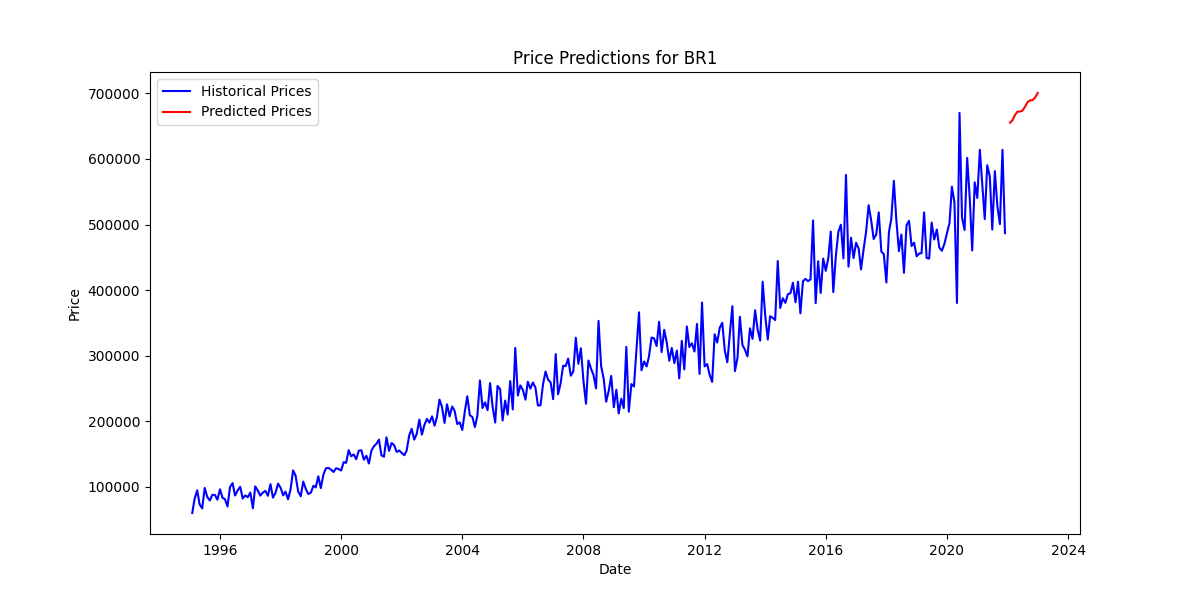 Price Predictions for BR1
Historical Prices
Predicted Prices
700000
600000
500000
400000
300000
200000
100000
Price
1996 2000 2004 2008 2012 2016 2020 2024
Date